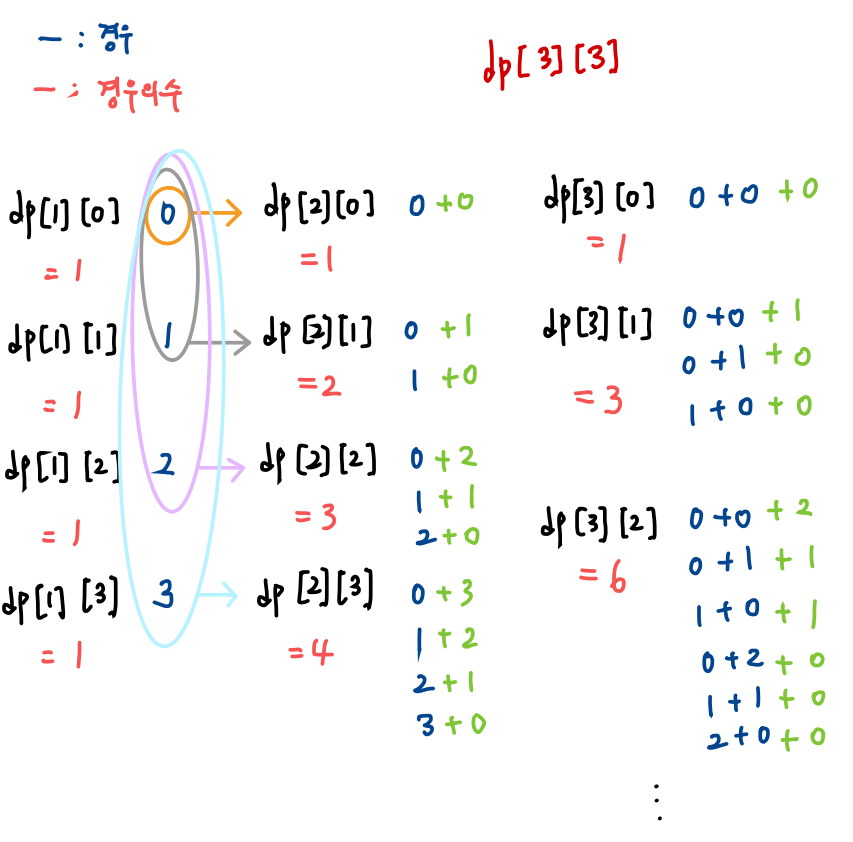 — : 경우
— : 경우의수
dp[3][3]
dp[1][0] 0
= 1
dp[1][1] 1
= 1
dp[1][2] 2
= 1
dp[1][3] 3
= 1
dp[2][0] 0 + 0
= 1
dp[2][1] 0 + 1
= 2 1 + 0
dp[2][2] 0 + 2
1 + 1
= 3 2 + 0
dp[2][3] 0 + 3
= 4 1 + 2
2 + 1
3 + 0
dp[3][0] 0 + 0 + 0
= 1
dp[3][1] 0 + 0 + 1
0 + 1 + 0
= 3 1 + 0 + 0
dp[3][2] 0 + 0 + 2
= 6 0 + 1 + 1
1 + 0 + 1
0 + 2 + 0
1 + 1 + 0
2 + 0 + 0
⋮